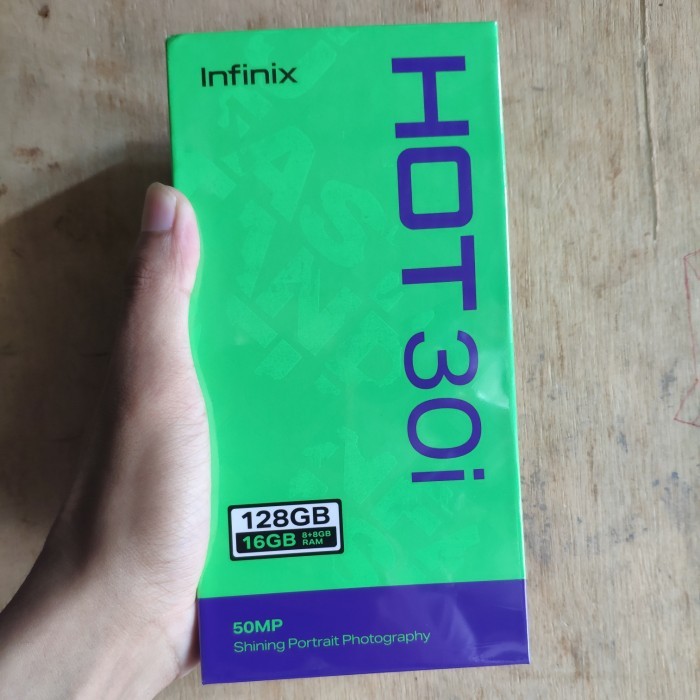 Infinix
HOT 30i
128GB
16GB 8+8GB
RAM
50MP
Shining Portrait Photography